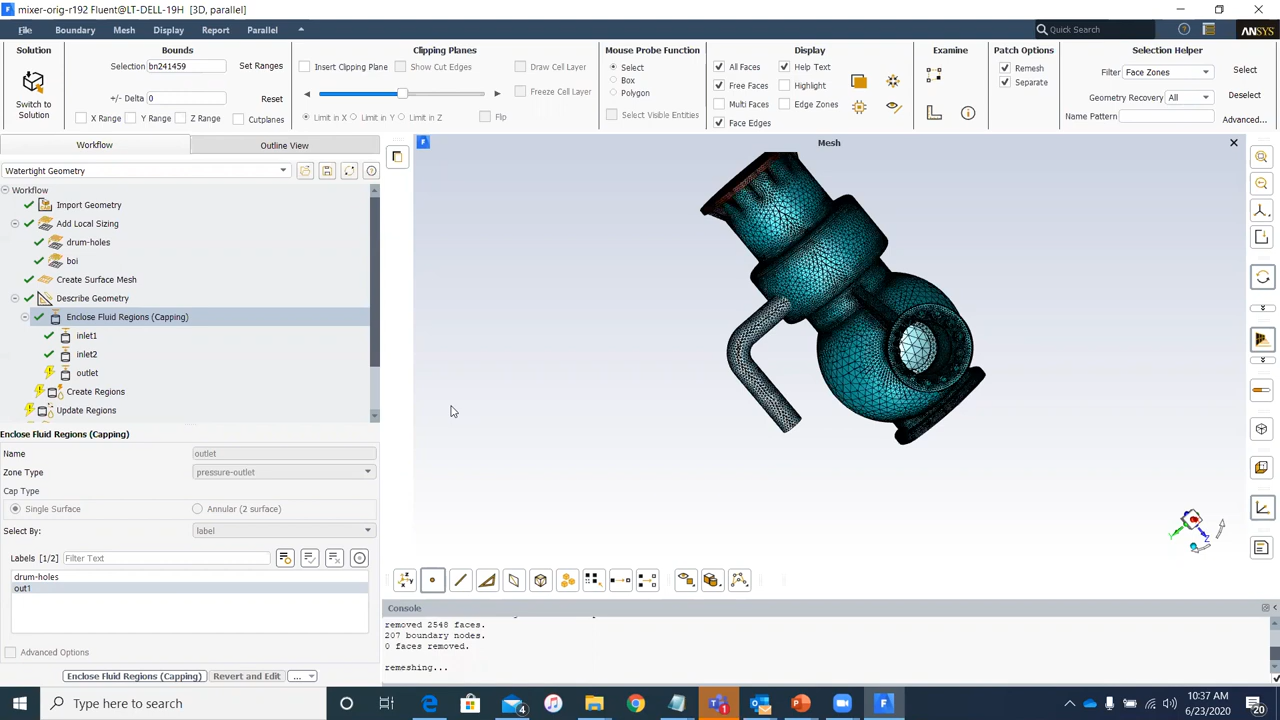 mixer-orig-r192 Fluent@LT-DELL-19H [3D, parallel]
File Boundary Mesh Display Report Parallel
Quick Search
ANSYS
Solution
Switch to
Solution
Bounds
Selection bn241459 Set Ranges
+/- Delta 0 Reset
X Range Y Range Z Range Cutplanes
Clipping Planes
Insert Clipping Plane Show Cut Edges Draw Cell Layer
Freeze Cell Layer
Limit in X Limit in Y Limit in Z Flip
Mouse Probe Function
Select
Box
Polygon
Select Visible Entities
Display
All Faces Help Text
Free Faces Highlight
Multi Faces Edge Zones
Face Edges
Examine
Patch Options
Remesh
Separate
Selection Helper
Filter Face Zones Select
Geometry Recovery All Deselect
Name Pattern Advanced...
Workflow Outline View
Watertight Geometry
Workflow
Import Geometry
Add Local Sizing
drum-holes
boi
Create Surface Mesh
Describe Geometry
Enclose Fluid Regions (Capping)
inlet1
inlet2
outlet
Create Regions
Update Regions
Enclose Fluid Regions (Capping)
Name outlet
Zone Type pressure-outlet
Cap Type
Single Surface Annular (2 surface)
Select By: label
Labels [1/2] Filter Text
drum-holes
out1
Advanced Options
Enclose Fluid Regions (Capping) Revert and Edit ...
Mesh
Y
Z
Console
removed 2548 faces.
207 boundary nodes.
0 faces removed.
remeshing...
Type here to search
4
1
10:37 AM
6/23/2020
20